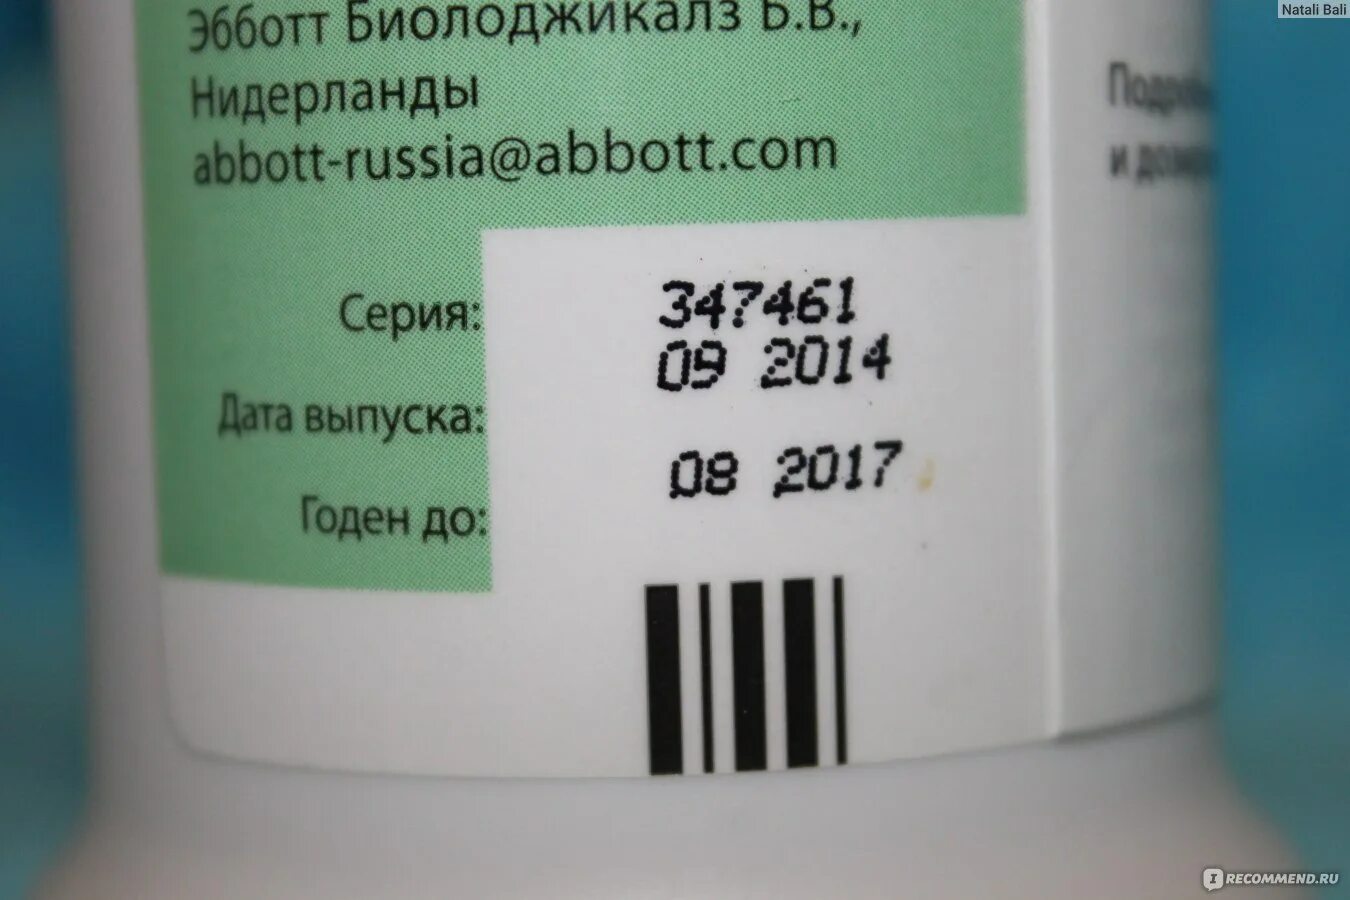 Natali Bali
Эбботт Биолоджикалз Б.В.,
Нидерланды
abbott-russia@abbott.com
Серия: 347461
09 2014
Дата выпуска:
08 2017
Годен до:
и
RECOMMEND.RU